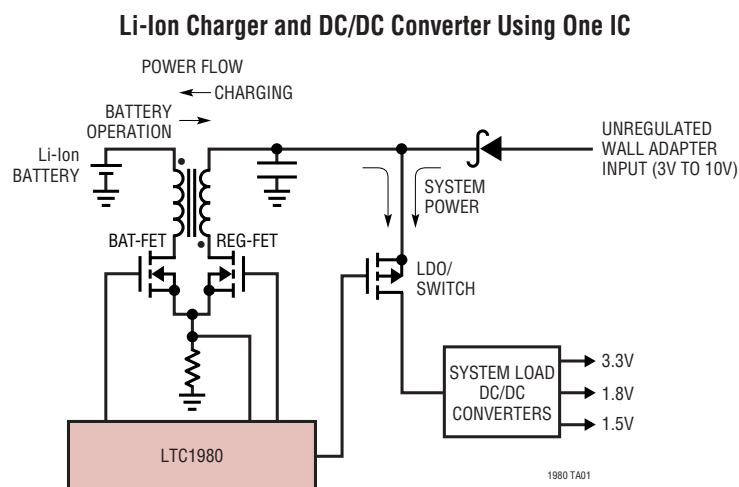 Li-Ion Charger and DC/DC Converter Using One IC
POWER FLOW
CHARGING
BATTERY
OPERATION
Li-Ion
BATTERY
UNREGULATED
WALL ADAPTER
INPUT (3V TO 10V)
SYSTEM
POWER
BAT-FET
REG-FET
LDO/
SWITCH
SYSTEM LOAD
DC/DC
CONVERTERS
3.3V
1.8V
1.5V
LTC1980
1980 TA01